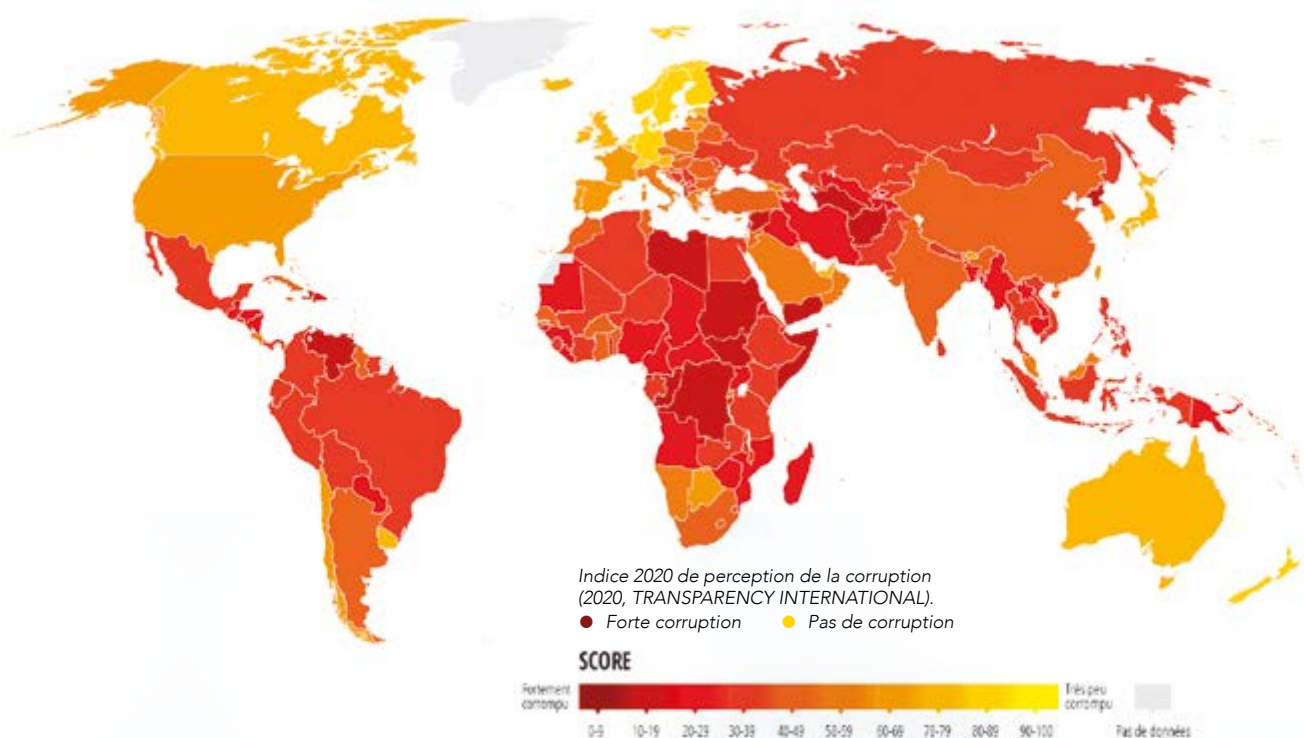 Indice 2020 de perception de la corruption
(2020, TRANSPARENCY INTERNATIONAL).
Forte corruption Pas de corruption
SCORE
Fortement corrompu Très peu corrompu
0-9 10-19 20-29 30-39 40-49 50-59 60-69 70-79 80-89 90-100 Pas de données